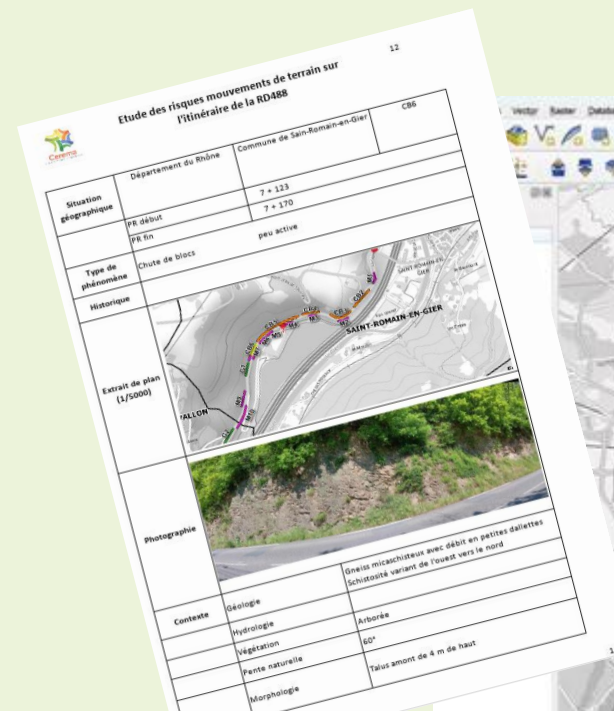 12
Etude des risques mouvements de terrain sur
l'itinéraire de la RD488
Cerema
Situation
géographique
Département du Rhône
Commune de Sain-Romain-en-Gier
CB6
PR début
7 + 123
PR fin
7 + 170
Type de
phénomène
Chute de blocs
peu active
Historique
Extrait de plan
(1/5000)
SAINT-ROMAIN-EN-
GIER
SAINT-ROMAIN-EN-GIER
Photographie
Contexte
Géologie
Gneiss micaschisteux avec débit en petites dallettes
Schistosité variant de l'ouest vers le nord
Hydrologie
Végétation
Arborée
Pente naturelle
60°
Morphologie
Talus amont de 4 m de haut
Vector Raster